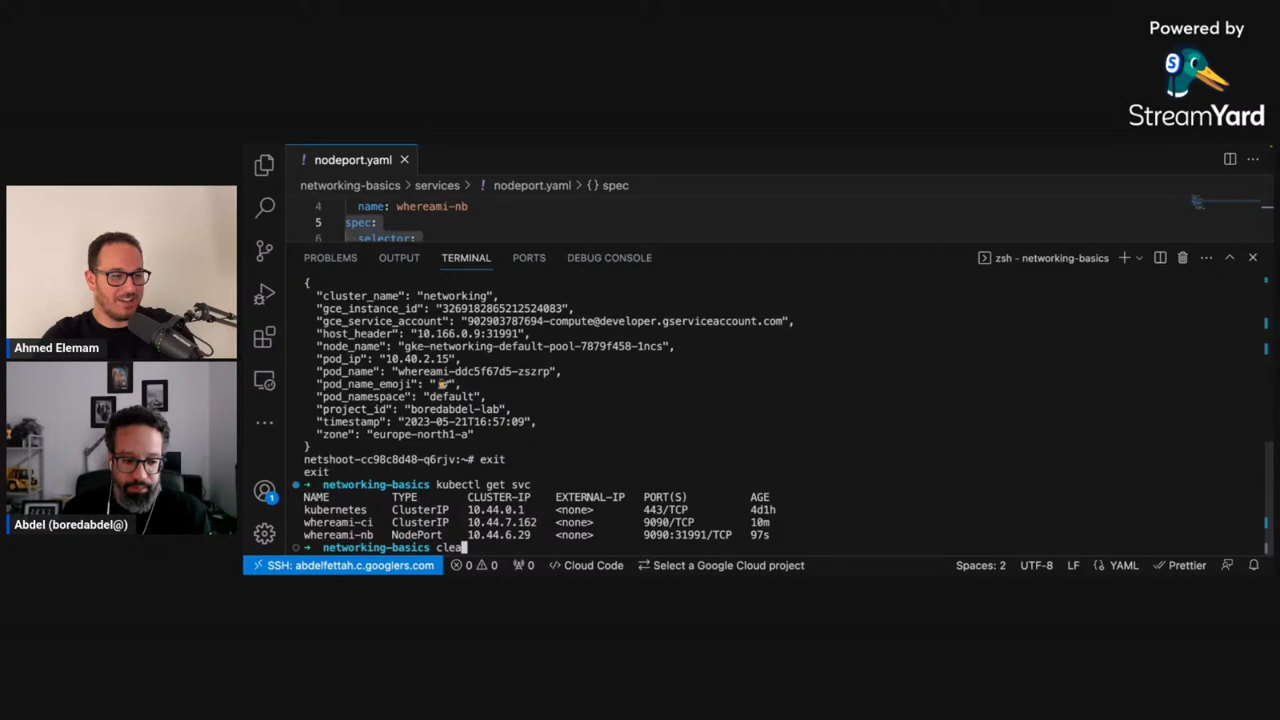 Powered by
StreamYard
nodeport.yaml
networking-basics > services > ! nodeport.yaml > {} spec
4 name: whereami-nb
5 spec:
6 selector:
PROBLEMS OUTPUT TERMINAL PORTS DEBUG CONSOLE
zsh - networking-basics
{
"cluster_name": "networking",
"gce_instance_id": "3269182865212524083",
"gce_service_account": "902903787694-compute@developer.gserviceaccount.com",
"host_header": "10.166.0.9:31991",
"node_name": "gke-networking-default-pool-7879f458-1ncs",
"pod_ip": "10.40.2.15",
"pod_name": "whereami-ddc5f67d5-zszrp",
"pod_name_emoji": "",
"pod_namespace": "default",
"project_id": "boredabdel-lab",
"timestamp": "2023-05-21T16:57:09",
"zone": "europe-north1-a"
}
netshoot-cc98c8d48-q6rjv:~# exit
exit
➜ networking-basics kubectl get svc
NAME TYPE CLUSTER-IP EXTERNAL-IP PORT(S) AGE
kubernetes ClusterIP 10.44.0.1 <none> 443/TCP 4d1h
whereami-ci ClusterIP 10.44.7.162 <none> 9090/TCP 10m
whereami-nb NodePort 10.44.6.29 <none> 9090:31991/TCP 97s
➜ networking-basics clea
SSH: abdelfettah.c.googlers.com 0 0 0 </> Cloud Code Select a Google Cloud project Spaces: 2 UTF-8 LF {} YAML Prettier
1
Ahmed Elemam
Abdel (boredabdel@)